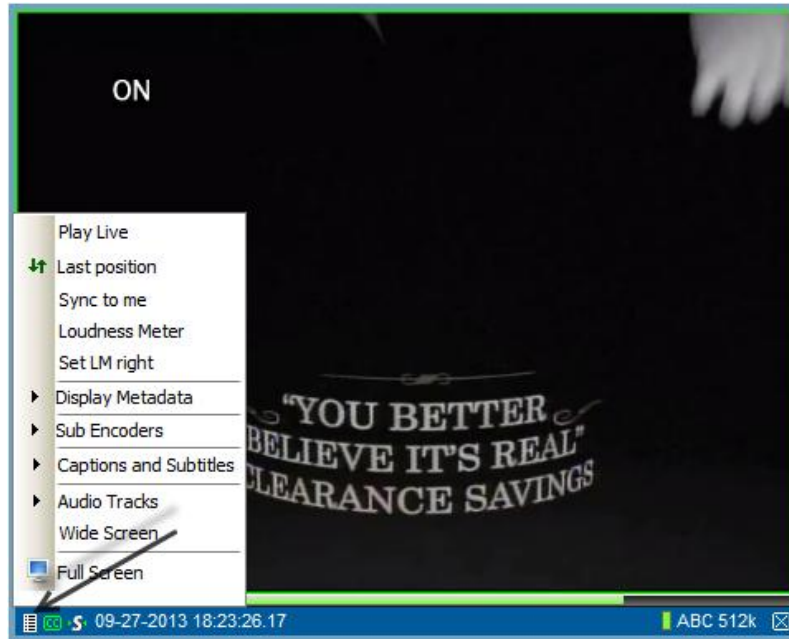 ON
Play Live
Last position
Sync to me
Loudness Meter
Set LM right
Display Metadata
Sub Encoders
Captions and Subtitles
Audio Tracks
Wide Screen
Full Screen
“YOU BETTER
BELIEVE IT'S REAL”
CLEARANCE SAVINGS
CC S 09-27-2013 18:23:26.17 ABC 512k